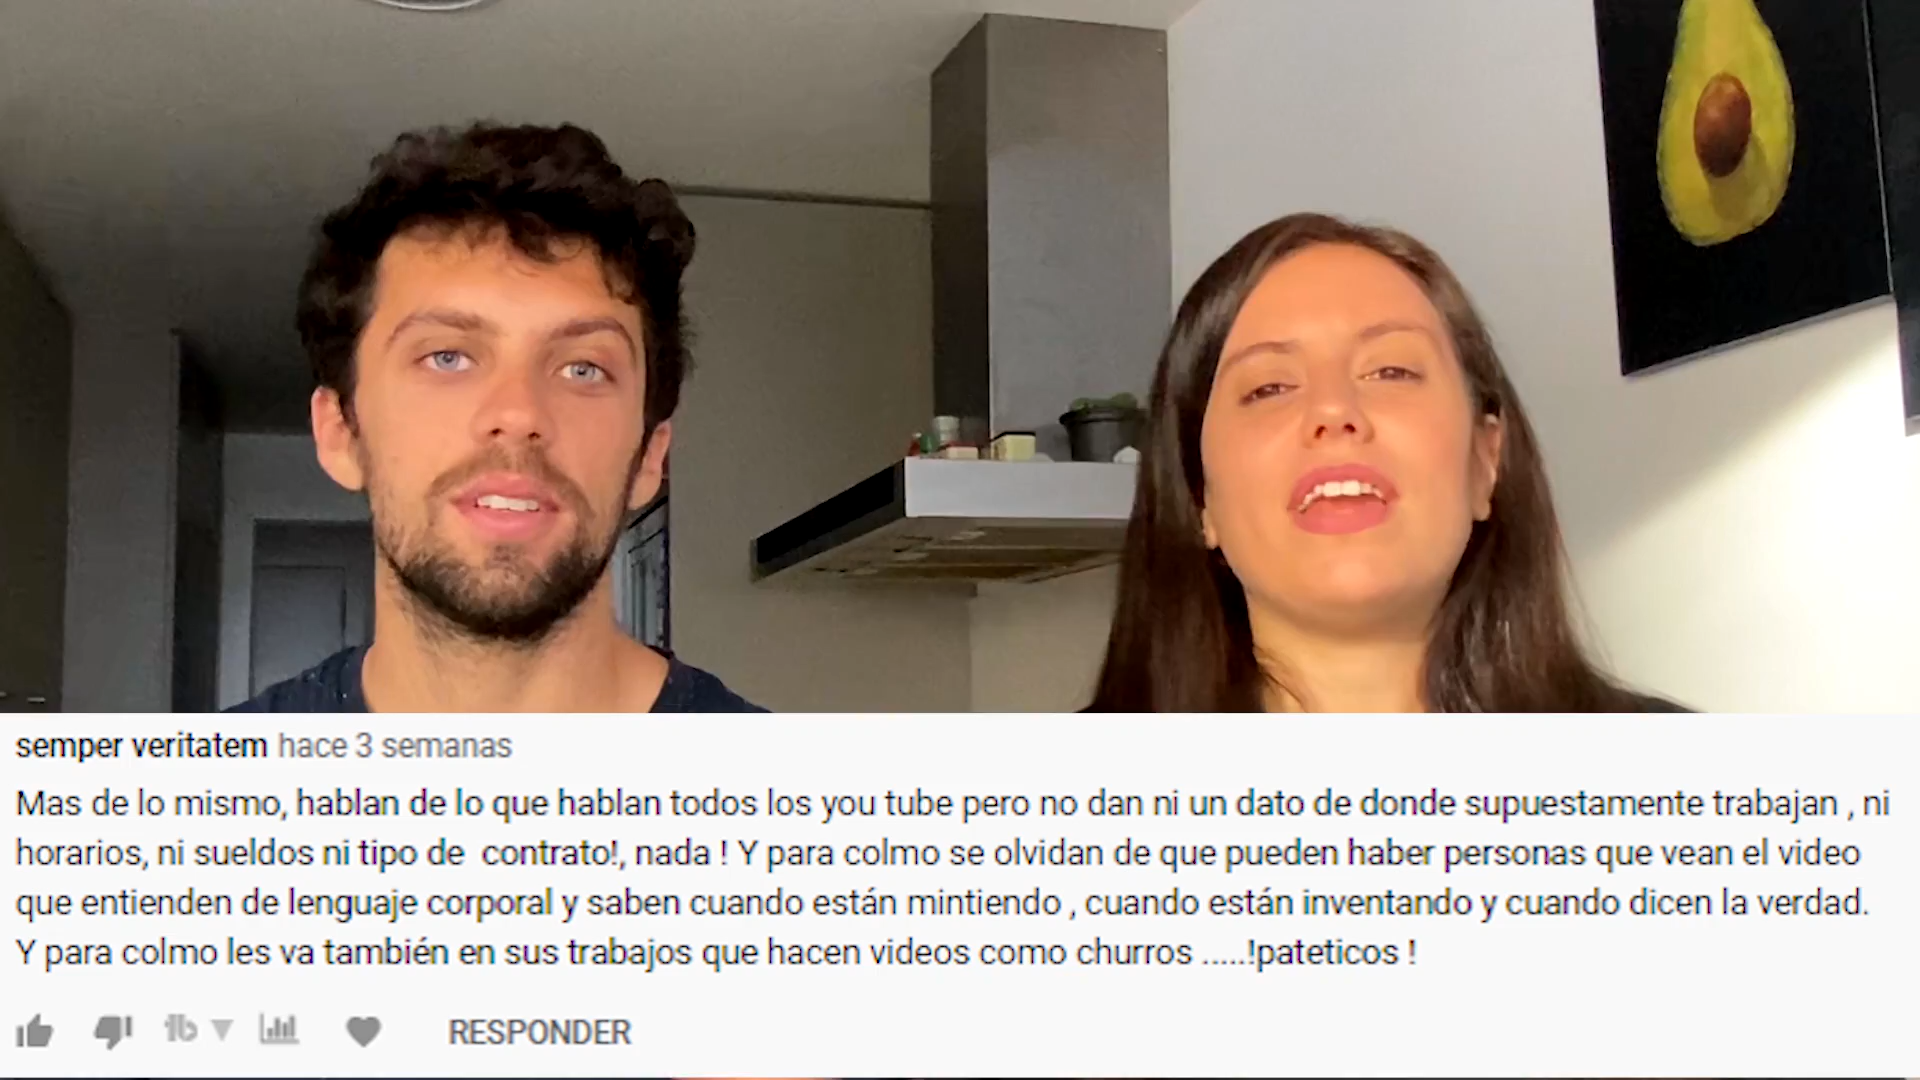 semper veritatem hace 3 semanas
Mas de lo mismo, hablan de lo que hablan todos los you tube pero no dan ni un dato de donde supuestamente trabajan , ni
horarios, ni sueldos ni tipo de  contrato!, nada ! Y para colmo se olvidan de que pueden haber personas que vean el video
que entienden de lenguaje corporal y saben cuando están mintiendo , cuando están inventando y cuando dicen la verdad.
Y para colmo les va también en sus trabajos que hacen videos como churros .....!pateticos !
RESPONDER